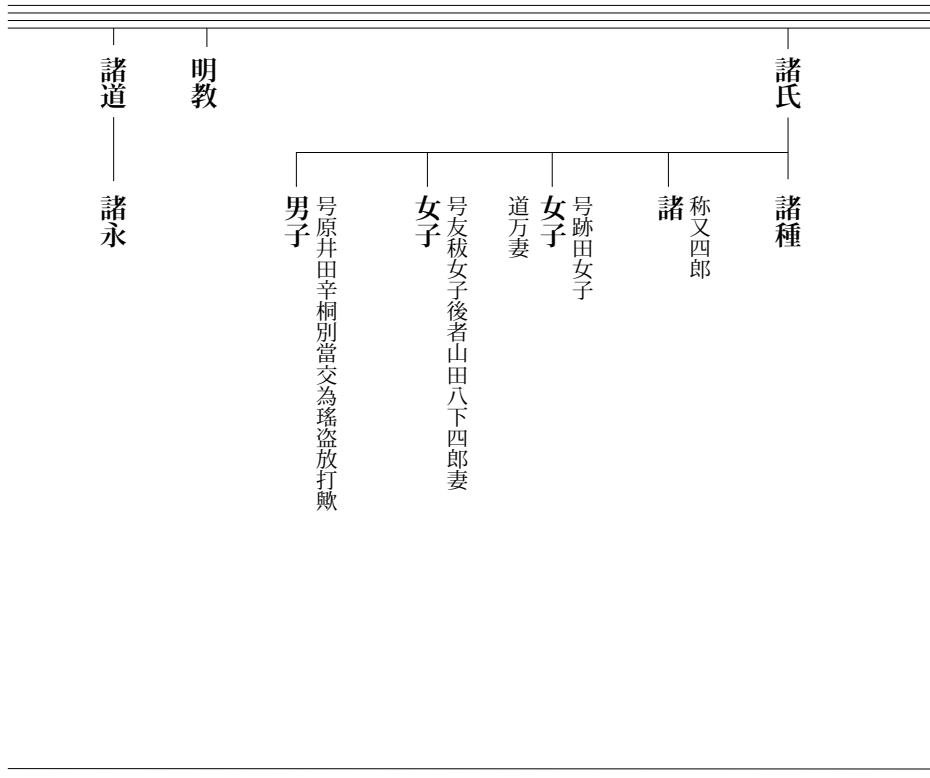 諸氏
諸種
称又四郎
諸
号跡田女子
女子
道万妻
号友秡女子後者山田八下四郎妻
女子
号原井田辛桐別當交為瑤盗放打歟
男子
明教
諸道
諸永